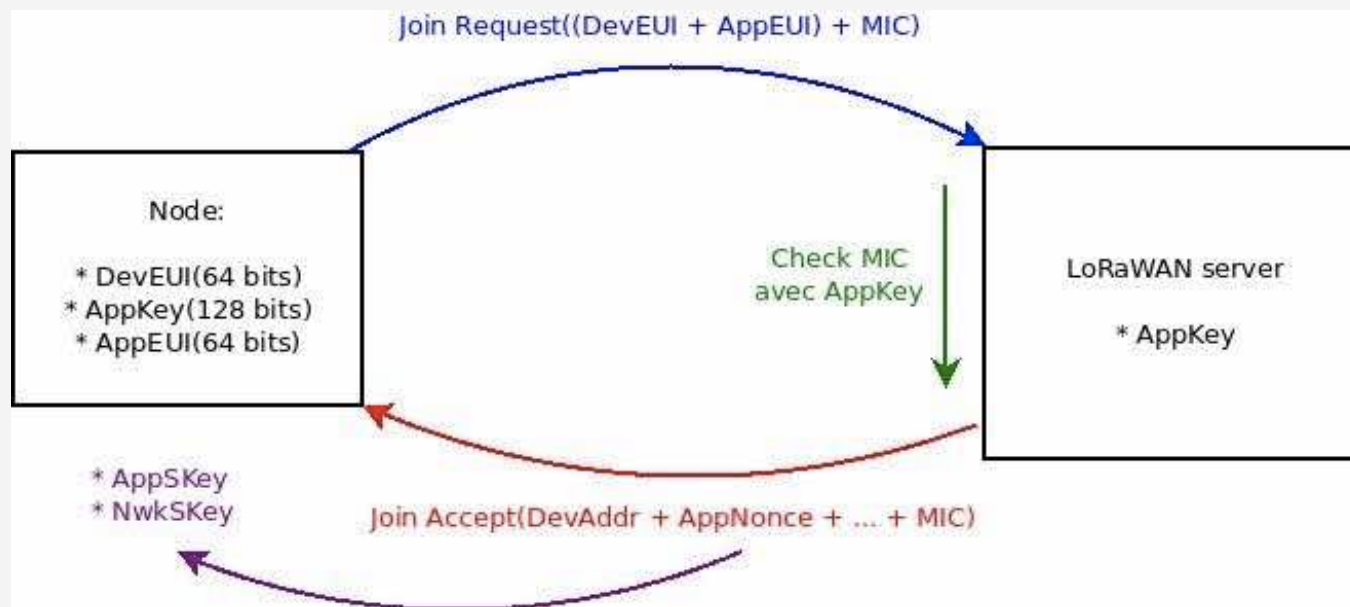 Join Request((DevEUI + AppEUI) + MIC)
Node:
* DevEUI(64 bits)
* AppKey(128 bits)
* AppEUI(64 bits)
Check MIC
avec AppKey
LoRaWAN server
* AppKey
* AppSKey
* NwkSKey
Join Accept(DevAddr + AppNonce + ... + MIC)